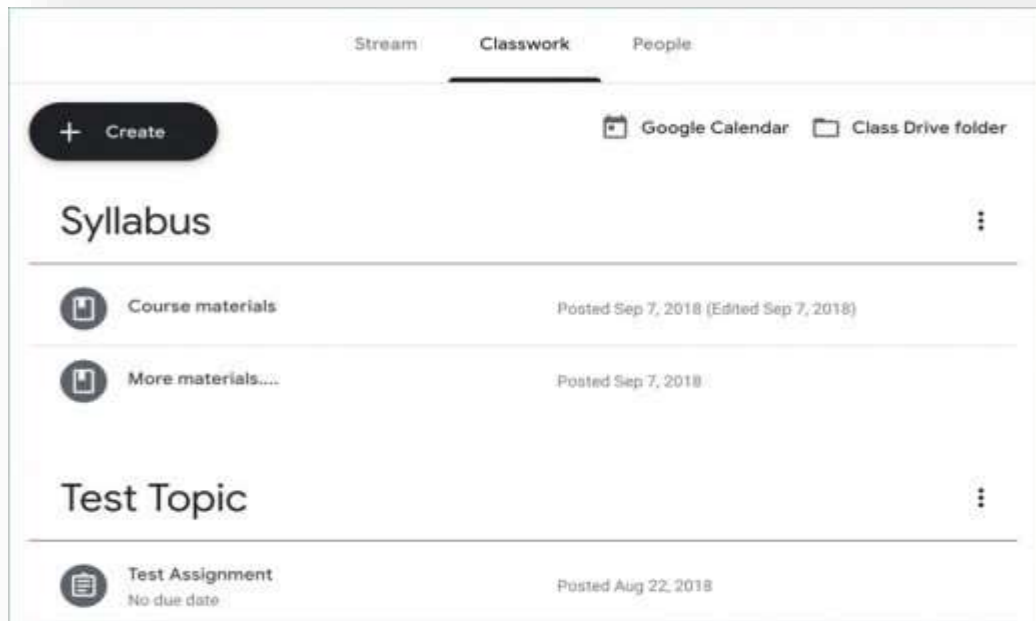 Stream Classwork People
+ Create Google Calendar Class Drive folder
Syllabus
Course materials Posted Sep 7, 2018 (Edited Sep 7, 2018)
More materials.... Posted Sep 7, 2018
Test Topic
Test Assignment Posted Aug 22, 2018
No due date